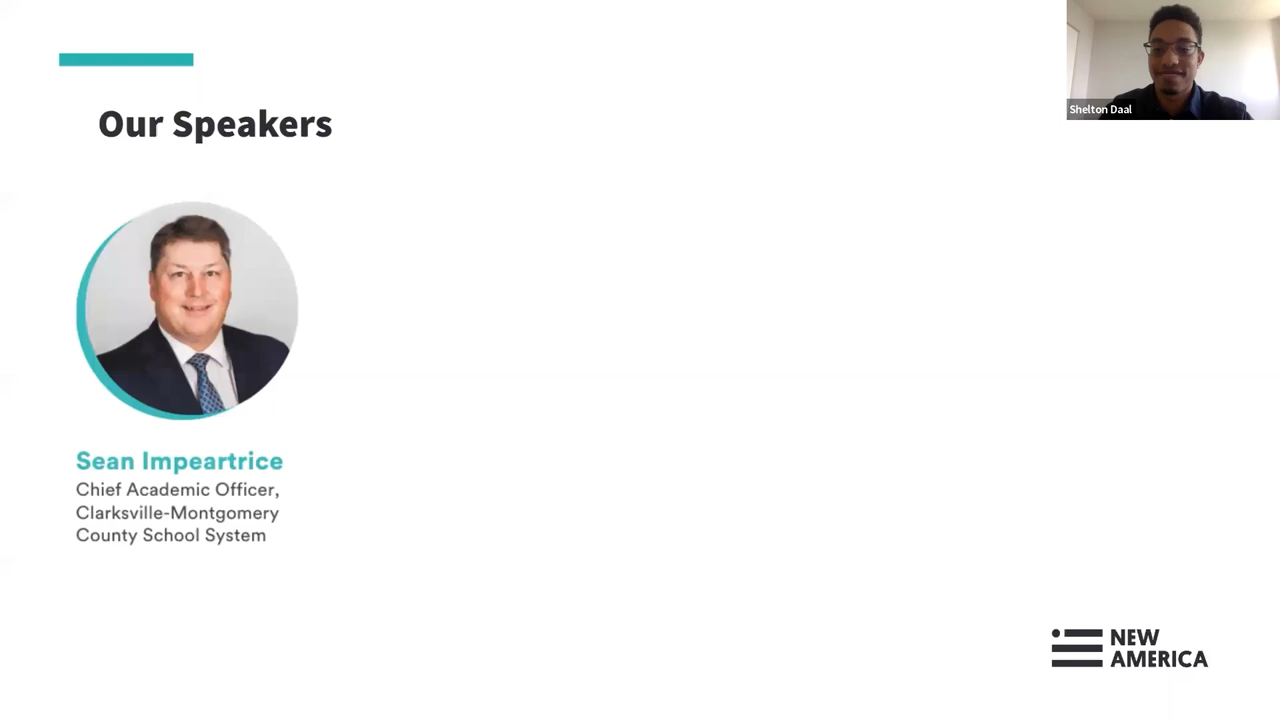 Our Speakers
Shelton Daal
Sean Impeartrice
Chief Academic Officer,
Clarksville-Montgomery
County School System
NEW
AMERICA